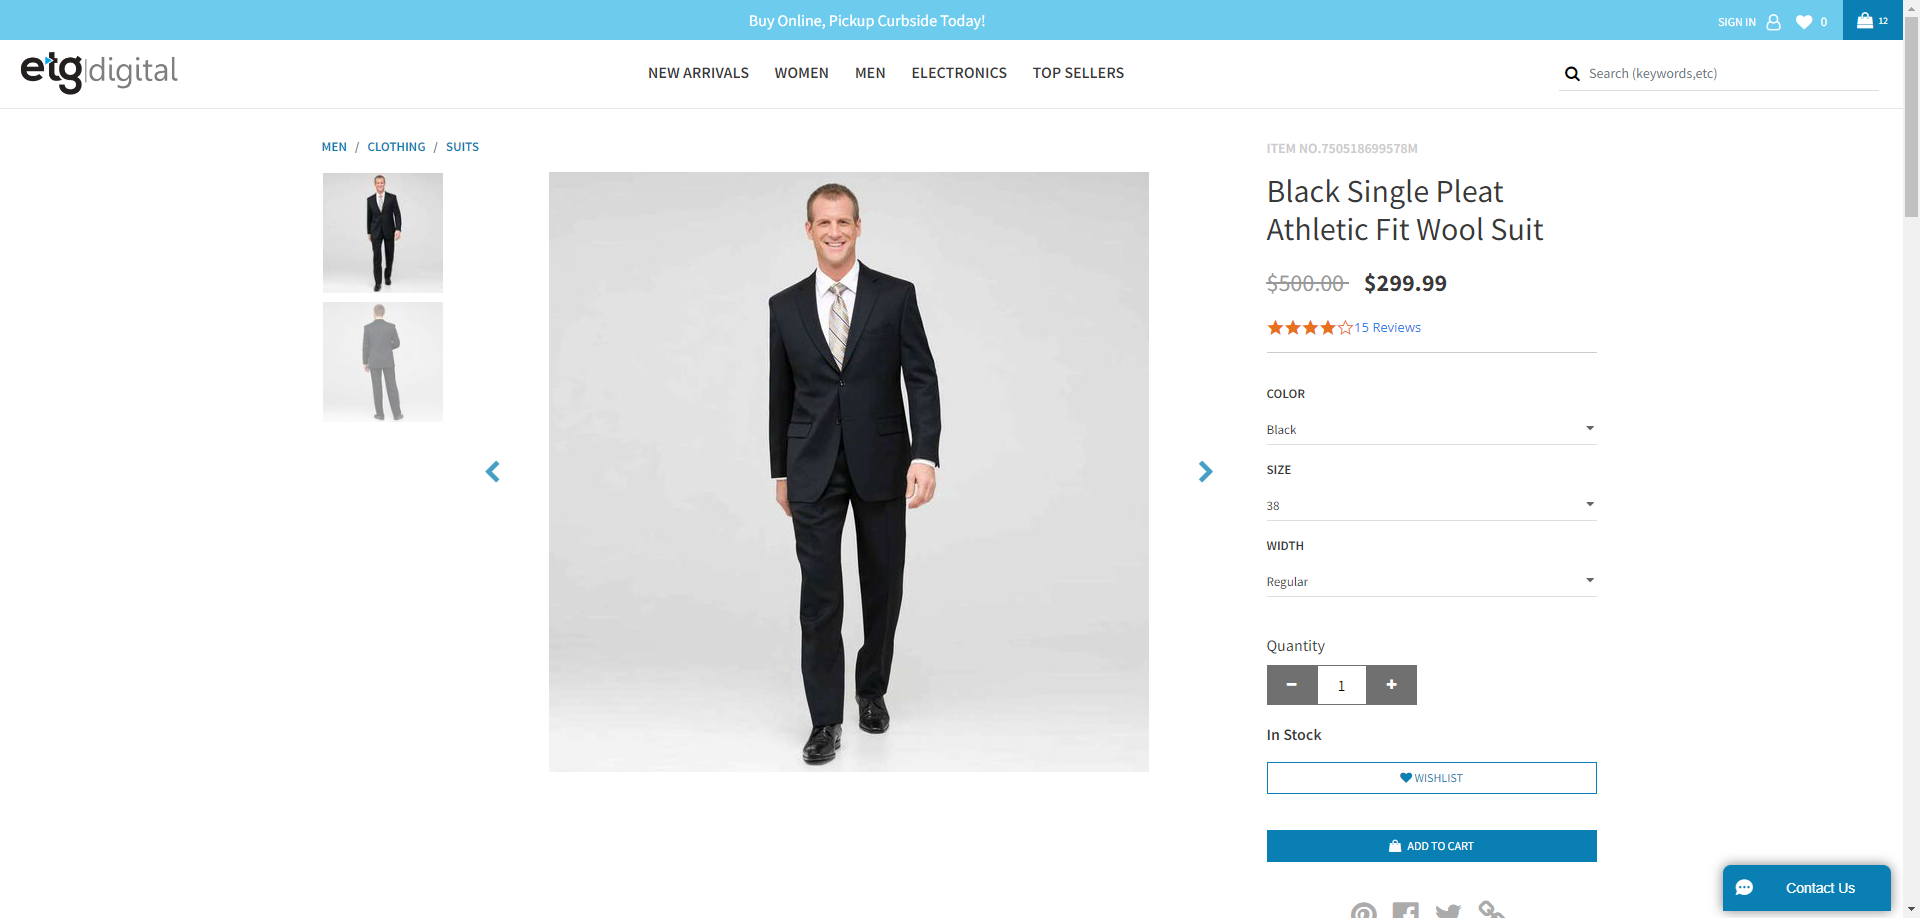 Buy Online, Pickup Curbside Today!
SIGN IN 0 12
etg|digital
NEW ARRIVALS WOMEN MEN ELECTRONICS TOP SELLERS
Search (keywords,etc)
MEN / CLOTHING / SUITS
ITEM NO.750518699578M
Black Single Pleat
Athletic Fit Wool Suit
$500.00 $299.99
15 Reviews
COLOR
Black
SIZE
38
WIDTH
Regular
Quantity
− 1 +
In Stock
WISHLIST
ADD TO CART
Contact Us